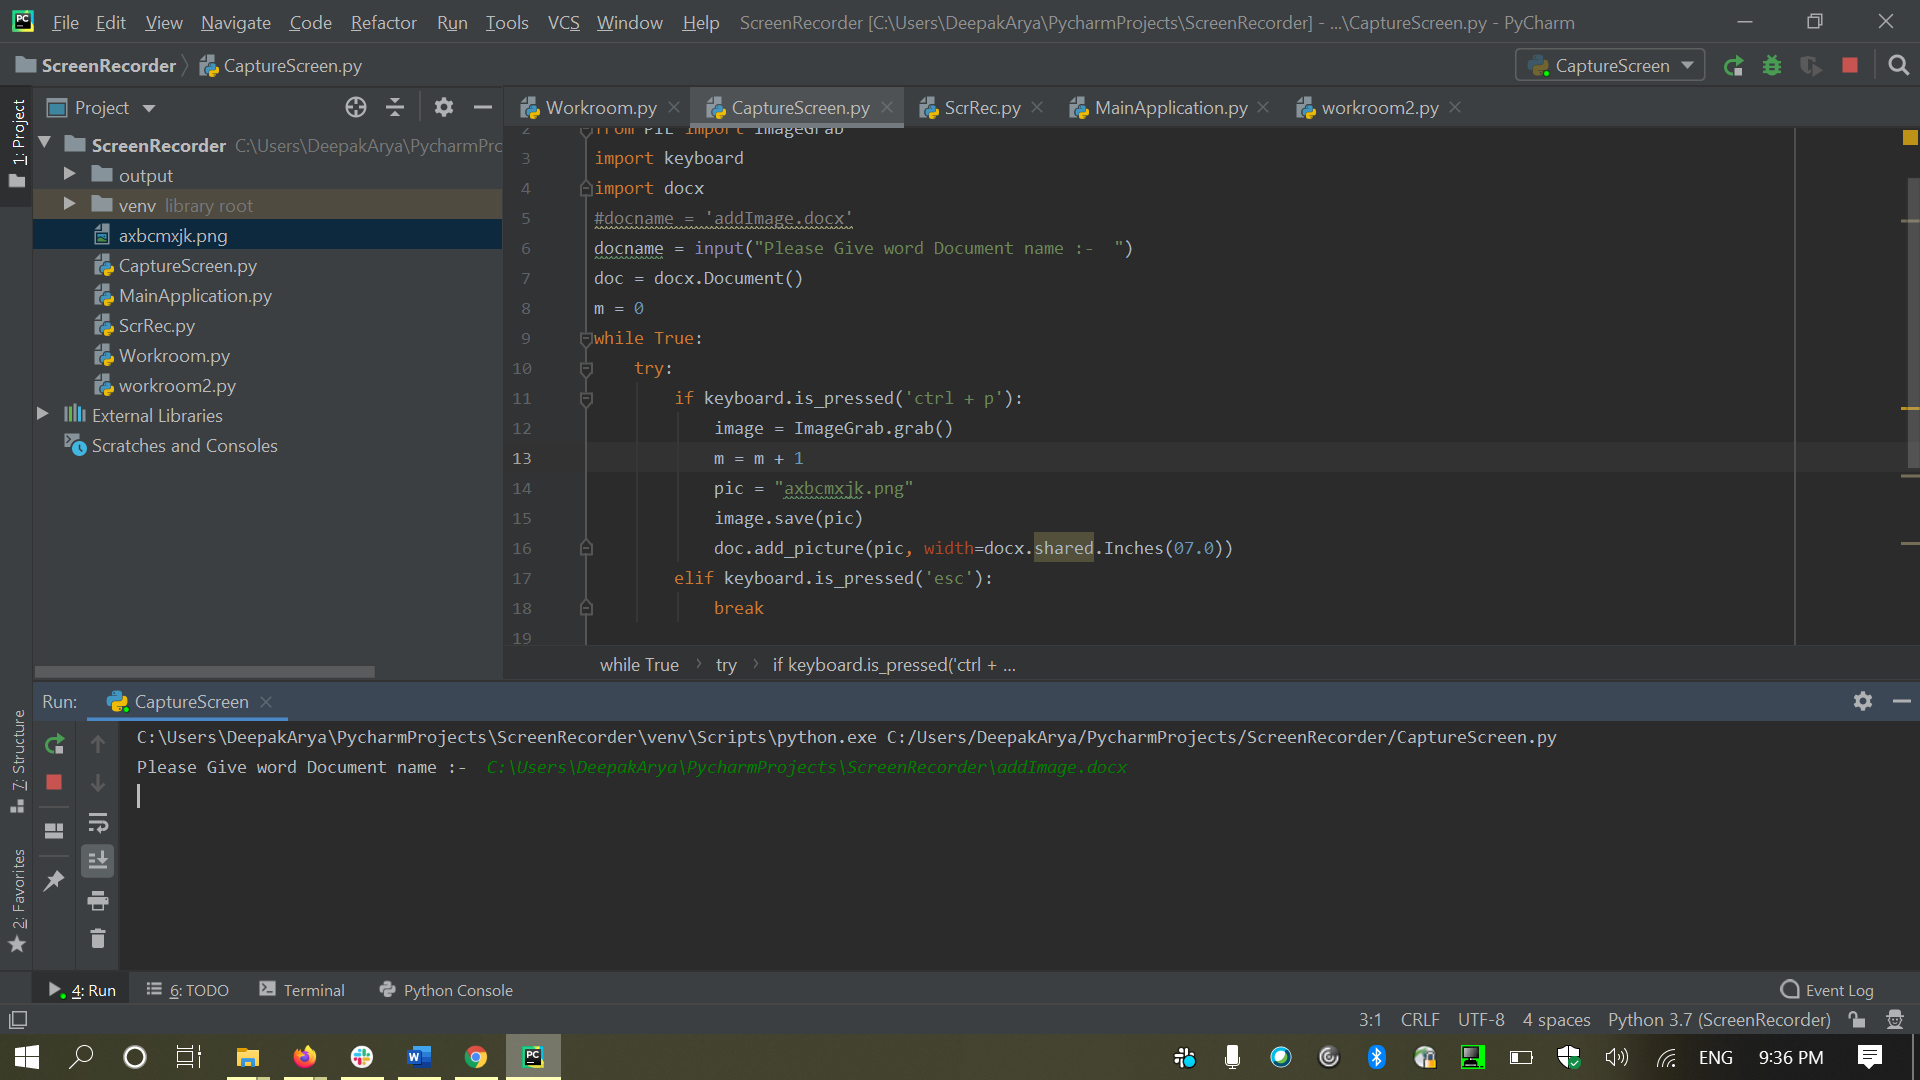 PC File Edit View Navigate Code Refactor Run Tools VCS Window Help ScreenRecorder [C:\Users\DeepakArya\PycharmProjects\ScreenRecorder] - ...\CaptureScreen.py - PyCharm
ScreenRecorder CaptureScreen.py CaptureScreen
Project Workroom.py CaptureScreen.py ScrRec.py MainApplication.py workroom2.py
1: Project
ScreenRecorder C:\Users\DeepakArya\PycharmPro
output
venv library root
axbcmxjk.png
CaptureScreen.py
MainApplication.py
ScrRec.py
Workroom.py
workroom2.py
External Libraries
Scratches and Consoles
2 from PIL import ImageGrab
3 import keyboard
4 import docx
5 #docname = 'addImage.docx'
6 docname = input("Please Give word Document name :-  ")
7 doc = docx.Document()
8 m = 0
9 while True:
10 try:
11 if keyboard.is_pressed('ctrl + p'):
12 image = ImageGrab.grab()
13 m = m + 1
14 pic = "axbcmxjk.png"
15 image.save(pic)
16 doc.add_picture(pic, width=docx.shared.Inches(07.0))
17 elif keyboard.is_pressed('esc'):
18 break
19
while True try if keyboard.is_pressed('ctrl + ...
Run: CaptureScreen
7: Structure
2: Favorites
C:\Users\DeepakArya\PycharmProjects\ScreenRecorder\venv\Scripts\python.exe C:/Users/DeepakArya/PycharmProjects/ScreenRecorder/CaptureScreen.py
Please Give word Document name :-  C:\Users\DeepakArya\PycharmProjects\ScreenRecorder\addImage.docx
4: Run 6: TODO Terminal Python Console Event Log
3:1 CRLF UTF-8 4 spaces Python 3.7 (ScreenRecorder)
W PC ENG 9:36 PM